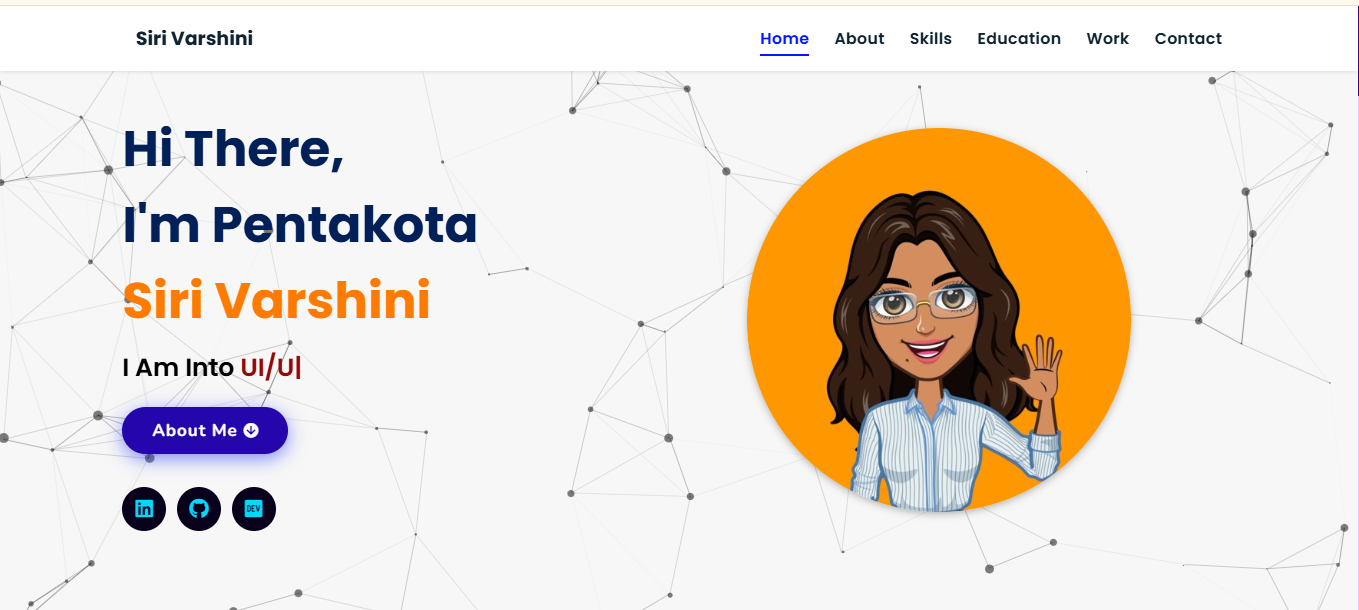 Siri Varshini
Home About Skills Education Work Contact
Hi There,
I'm Pentakota
Siri Varshini
I Am Into UI/U|
About Me
in
DEV